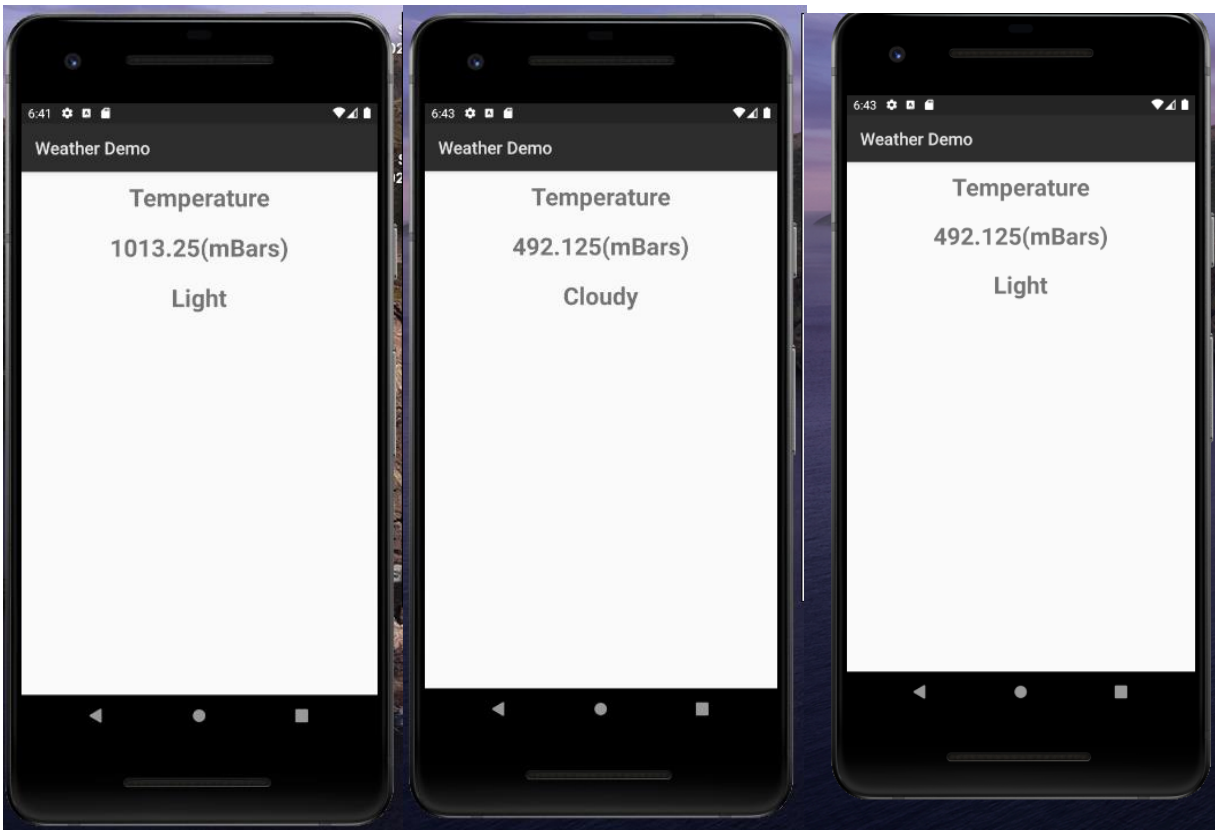 6:41
Weather Demo
Temperature
1013.25(mBars)
Light
6:43
Weather Demo
Temperature
492.125(mBars)
Cloudy
6:43
Weather Demo
Temperature
492.125(mBars)
Light